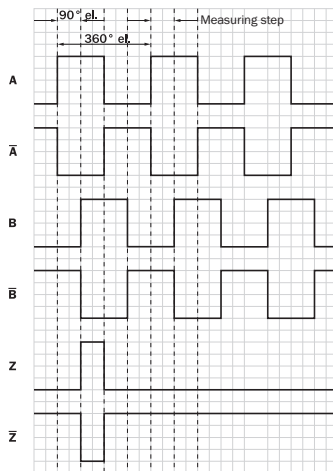 90° el.
Measuring step
360° el.
A
A̅
B
B̅
Z
Z̅